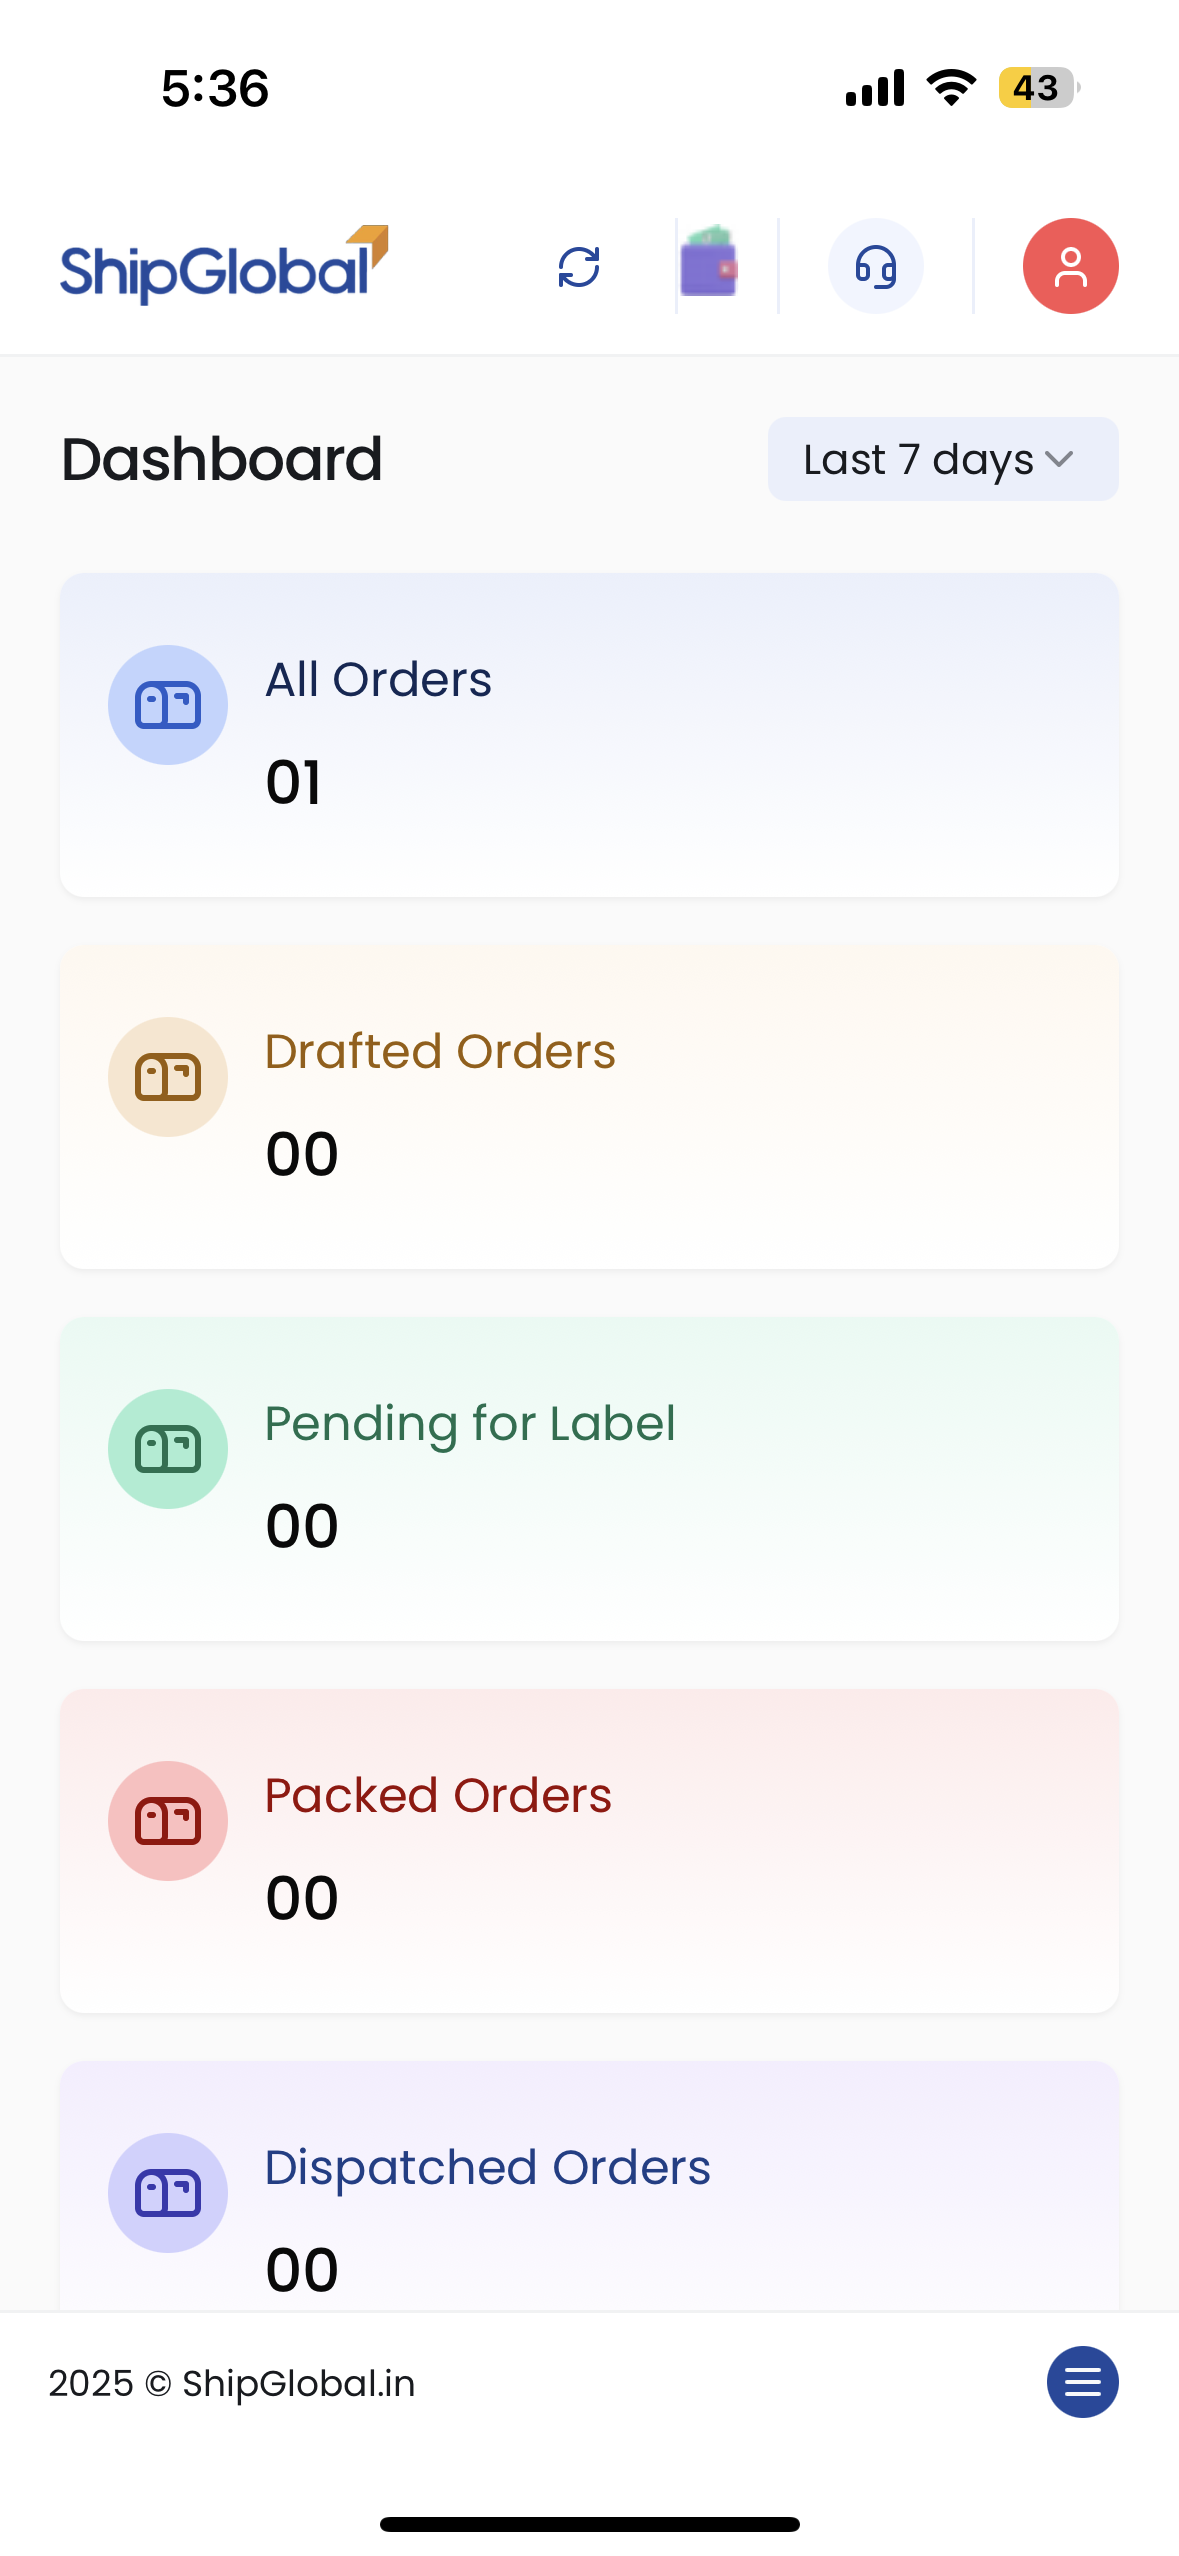 5:36
43
ShipGlobal
Dashboard
Last 7 days
All Orders
01
Drafted Orders
00
Pending for Label
00
Packed Orders
00
Dispatched Orders
00
2025 © ShipGlobal.in